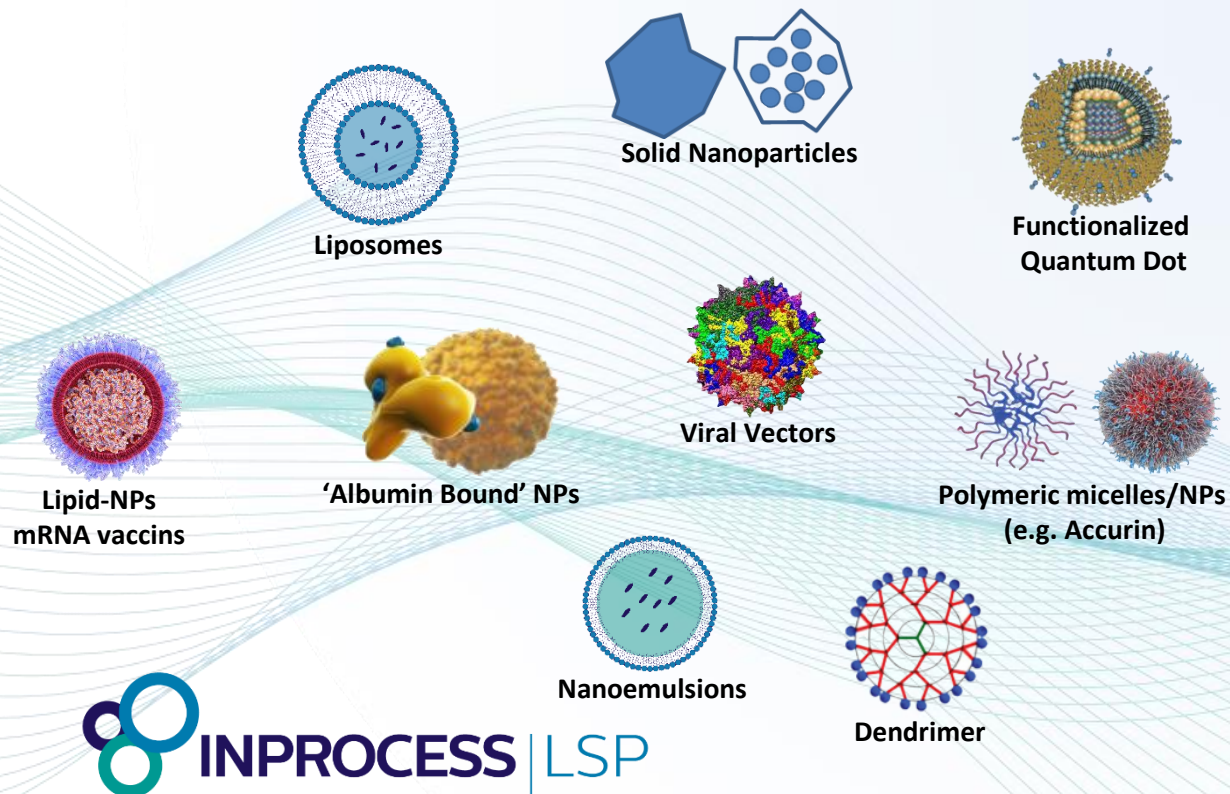 Solid Nanoparticles
Liposomes
Functionalized
Quantum Dot
Viral Vectors
Lipid-NPs
mRNA vaccins
‘Albumin Bound’ NPs
Polymeric micelles/NPs
(e.g. Accurin)
Nanoemulsions
Dendrimer
INPROCESS | LSP